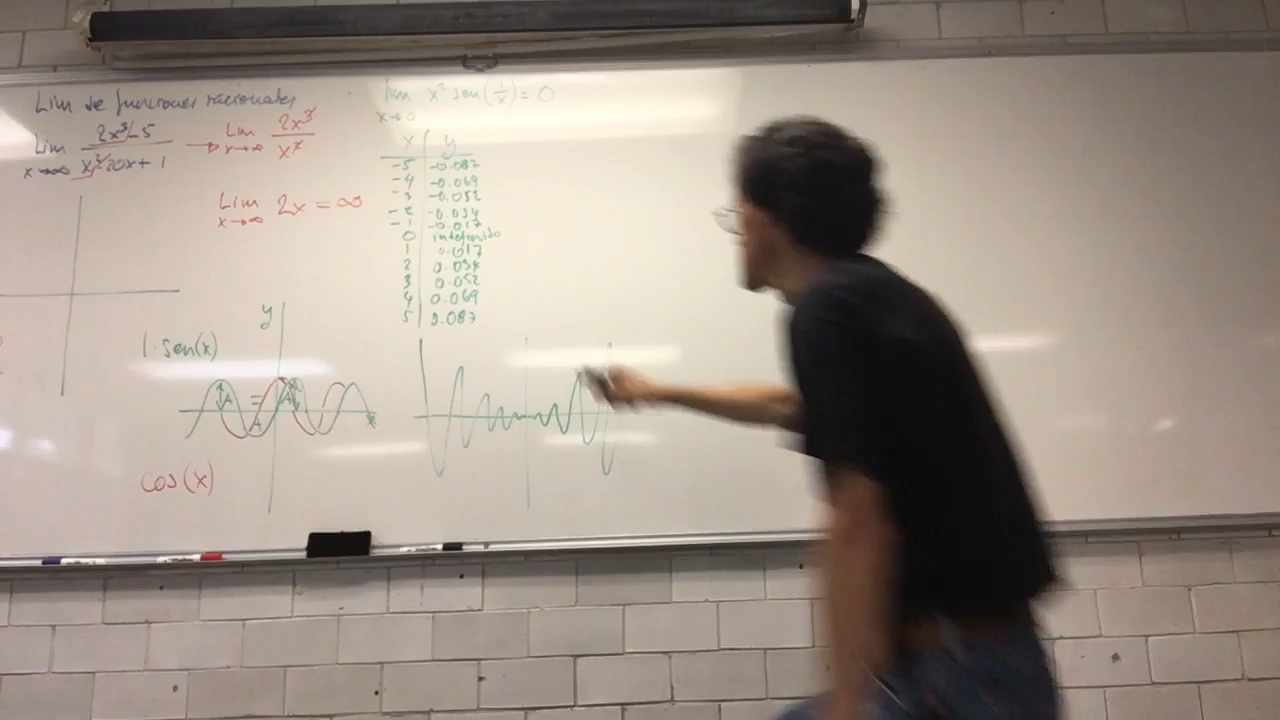 Lim de funciones racionales
Lim 2x³-5 / x²20x+1 → Lim 2x³ / x²
x→∞ x→∞
Lim 2x = ∞
x→∞
lim x² sen(1/x) = 0
x→0
x y
-5 -0.087
-4 -0.069
-3 -0.052
-2 -0.034
-1 -0.017
0 indefinido
1 0.017
2 0.034
3 0.052
4 0.069
5 0.087
y
1·sen(x)
A A
A
x
cos(x)